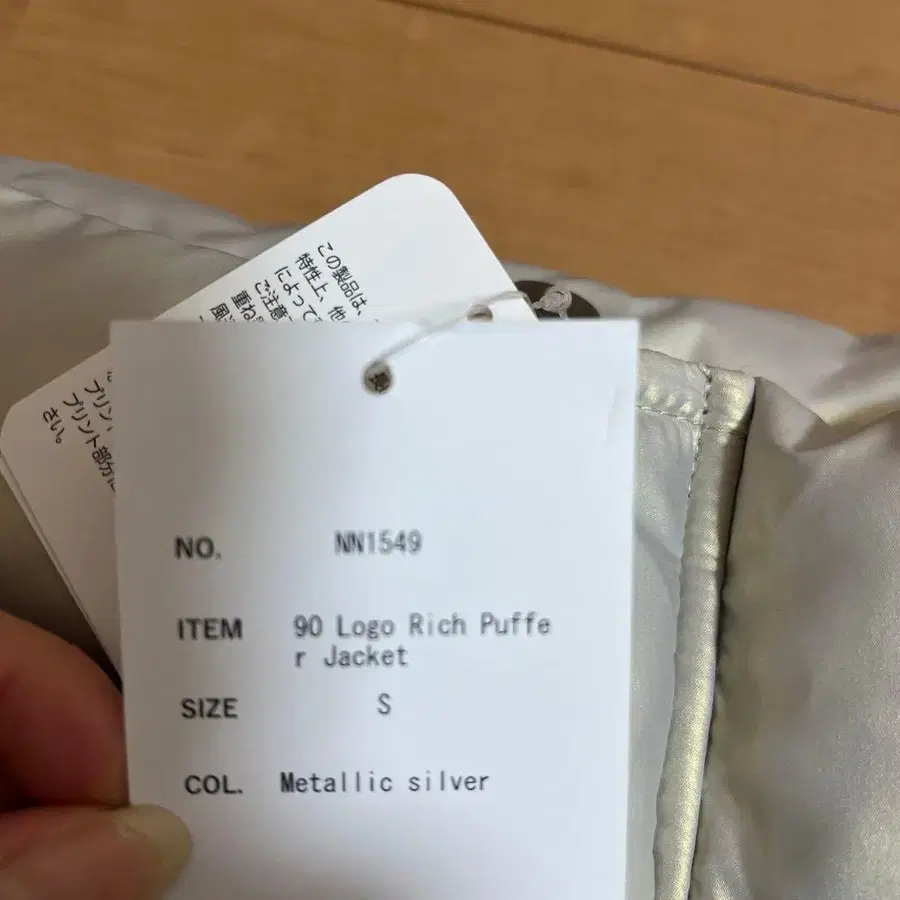 この製品は、
特性上、他
によって
ご注意
重ね
風
プリン
プリント部分に
さい。
NO. NN1549
ITEM 90 Logo Rich Puffe
r Jacket
SIZE S
COL. Metallic silver